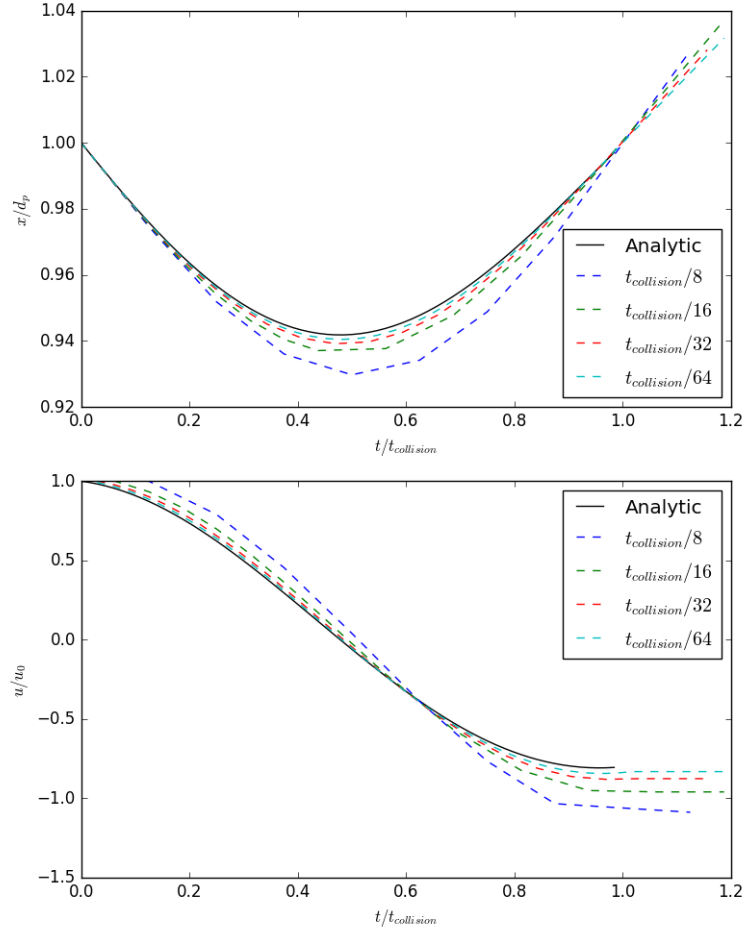 1.04
1.02
1.00
0.98
0.96
0.94
0.92
x/d_p
0.0 0.2 0.4 0.6 0.8 1.0 1.2
t/t_collision
Analytic
t_collision/8
t_collision/16
t_collision/32
t_collision/64
1.0
0.5
0.0
−0.5
−1.0
−1.5
u/u_0
0.0 0.2 0.4 0.6 0.8 1.0 1.2
t/t_collision
Analytic
t_collision/8
t_collision/16
t_collision/32
t_collision/64